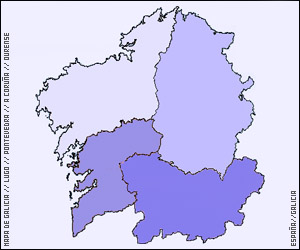 MAPA DE GALICIA // LUGO // PONTEVEDRA // A CORUÑA // OURENSE
ESPAÑA//GALICIA